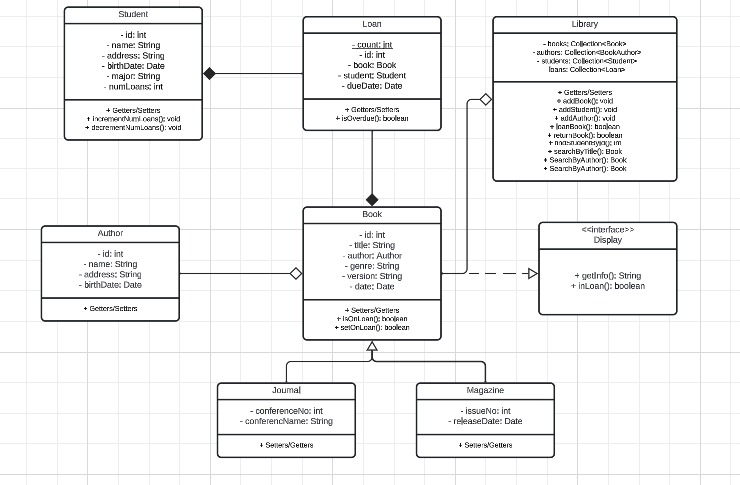 Student
- id: int
- name: String
- address: String
- birthDate: Date
- major: String
- numLoans: int
+ Getters/Setters
+ incrementNumLoans(): void
+ decrementNumLoans(): void
Loan
- count: int
- id: int
- book: Book
- student: Student
- dueDate: Date
+ Getters/Setters
+ isOverdue(): boolean
Library
- books: Collection<Book>
- authors: Collection<BookAuthor>
- students: Collection<Student>
loans: Collection<Loan>
+ Getters/Setters
+ addBook(): void
+ addStudent(): void
+ addAuthor(): void
+ loanBook(): boolean
+ returnBook(): boolean
+ findStudentById(): int
+ searchByTitle(): Book
+ SearchByAuthor(): Book
+ SearchByAuthor(): Book
Author
- id: int
- name: String
- address: String
- birthDate: Date
+ Getters/Setters
Book
- id: int
- title: String
- author: Author
- genre: String
- version: String
- date: Date
+ Setters/Getters
+ isOnLoan(): boolean
+ setOnLoan(): boolean
<<interface>>
Display
+ getInfo(): String
+ inLoan(): boolean
Journal
- conferenceNo: int
- conferencName: String
+ Setters/Getters
Magazine
- issueNo: int
- releaseDate: Date
+ Setters/Getters